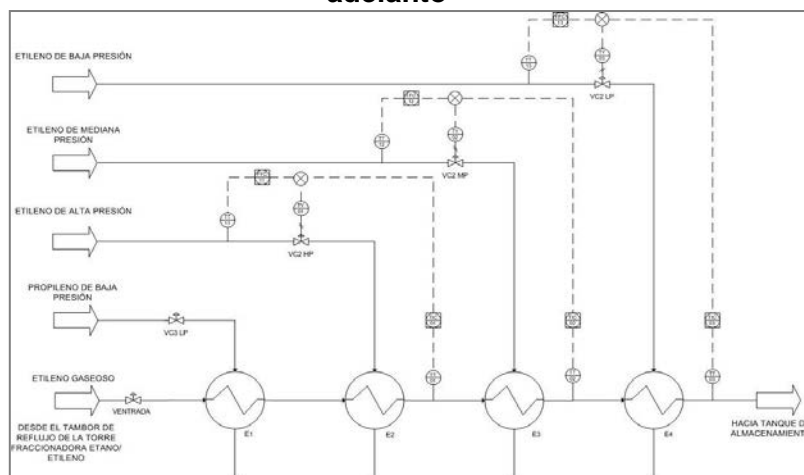 adelante
ETILENO DE BAJA PRESIÓN
VC2 LP
ETILENO DE MEDIANA
PRESIÓN
VC2 MP
ETILENO DE ALTA PRESIÓN
VC2 HP
PROPILENO DE BAJA
PRESIÓN
VC3 LP
ETILENO GASEOSO
VENTRADA
DESDE EL TAMBOR DE
REFLUJO DE LA TORRE
FRACCIONADORA ETANO/
ETILENO
E1
E2
E3
E4
HACIA TANQUE D
ALMACENAMIENT